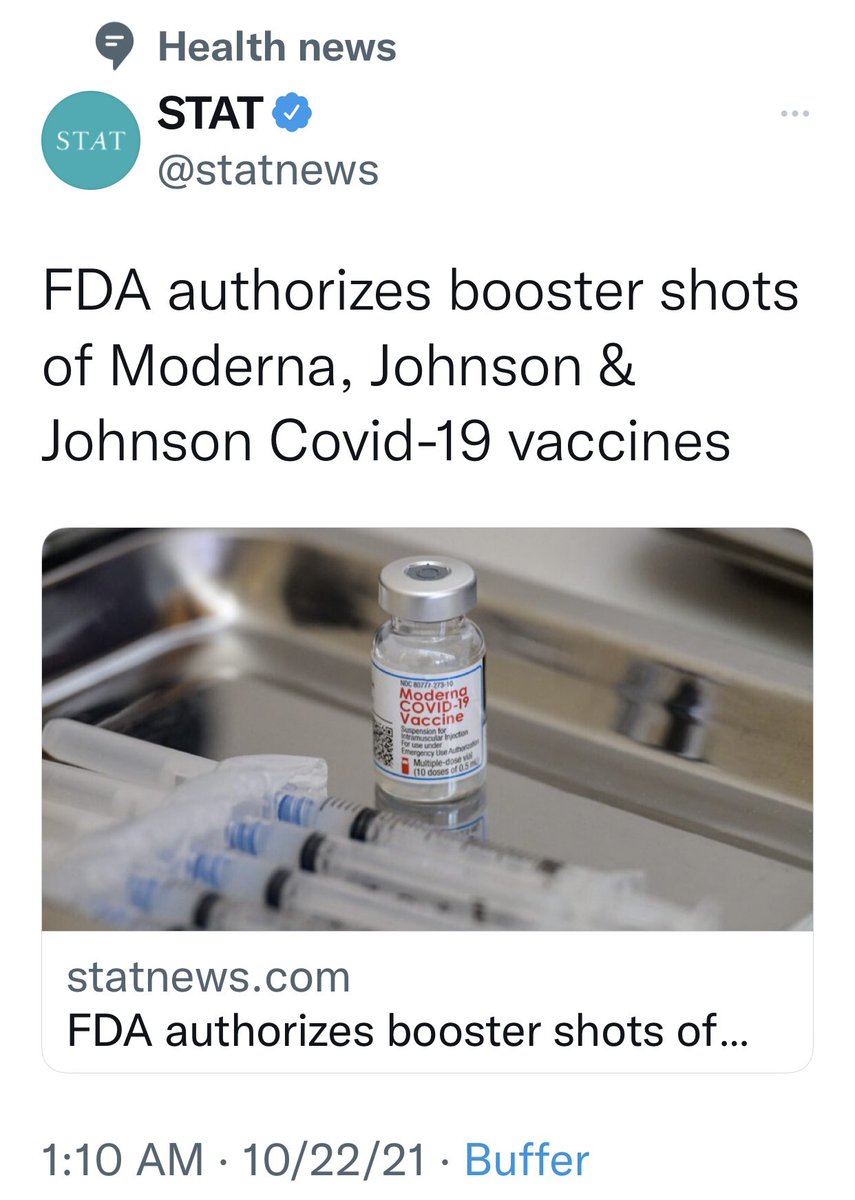 Health news
STAT
STAT
@statnews
FDA authorizes booster shots
of Moderna, Johnson &
Johnson Covid-19 vaccines
NDC 80777-273-10
Moderna
COVID-19
Vaccine
Suspension for
Intramuscular Injection
For use under
Emergency Use Authorization
Multiple-dose vial
(10 doses of 0.5 mL)
statnews.com
FDA authorizes booster shots of...
1:10 AM · 10/22/21 · Buffer